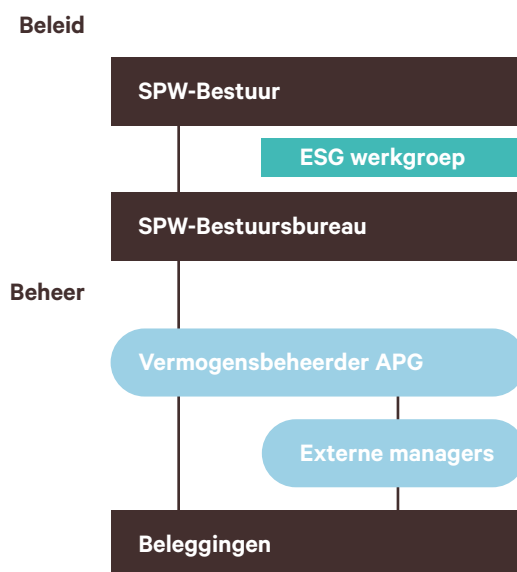 Beleid
SPW-Bestuur
ESG werkgroep
SPW-Bestuursbureau
Beheer
Vermogensbeheerder APG
Externe managers
Beleggingen